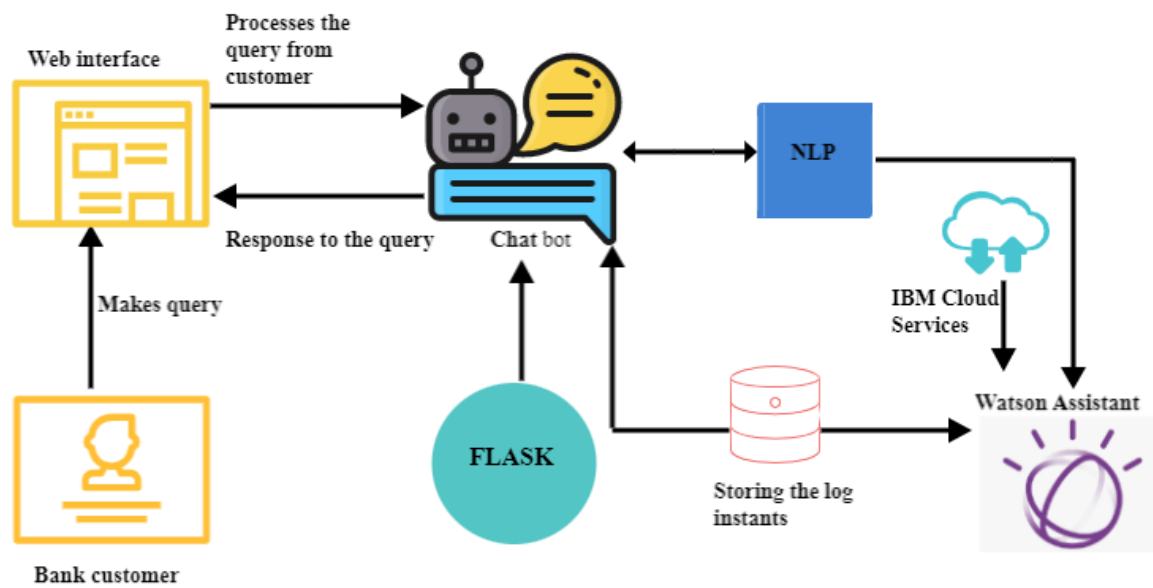 Processes the
query from
customer
Web interface
NLP
Response to the query
Chat bot
Makes query
IBM Cloud
Services
Watson Assistant
FLASK
Storing the log
instants
Bank customer